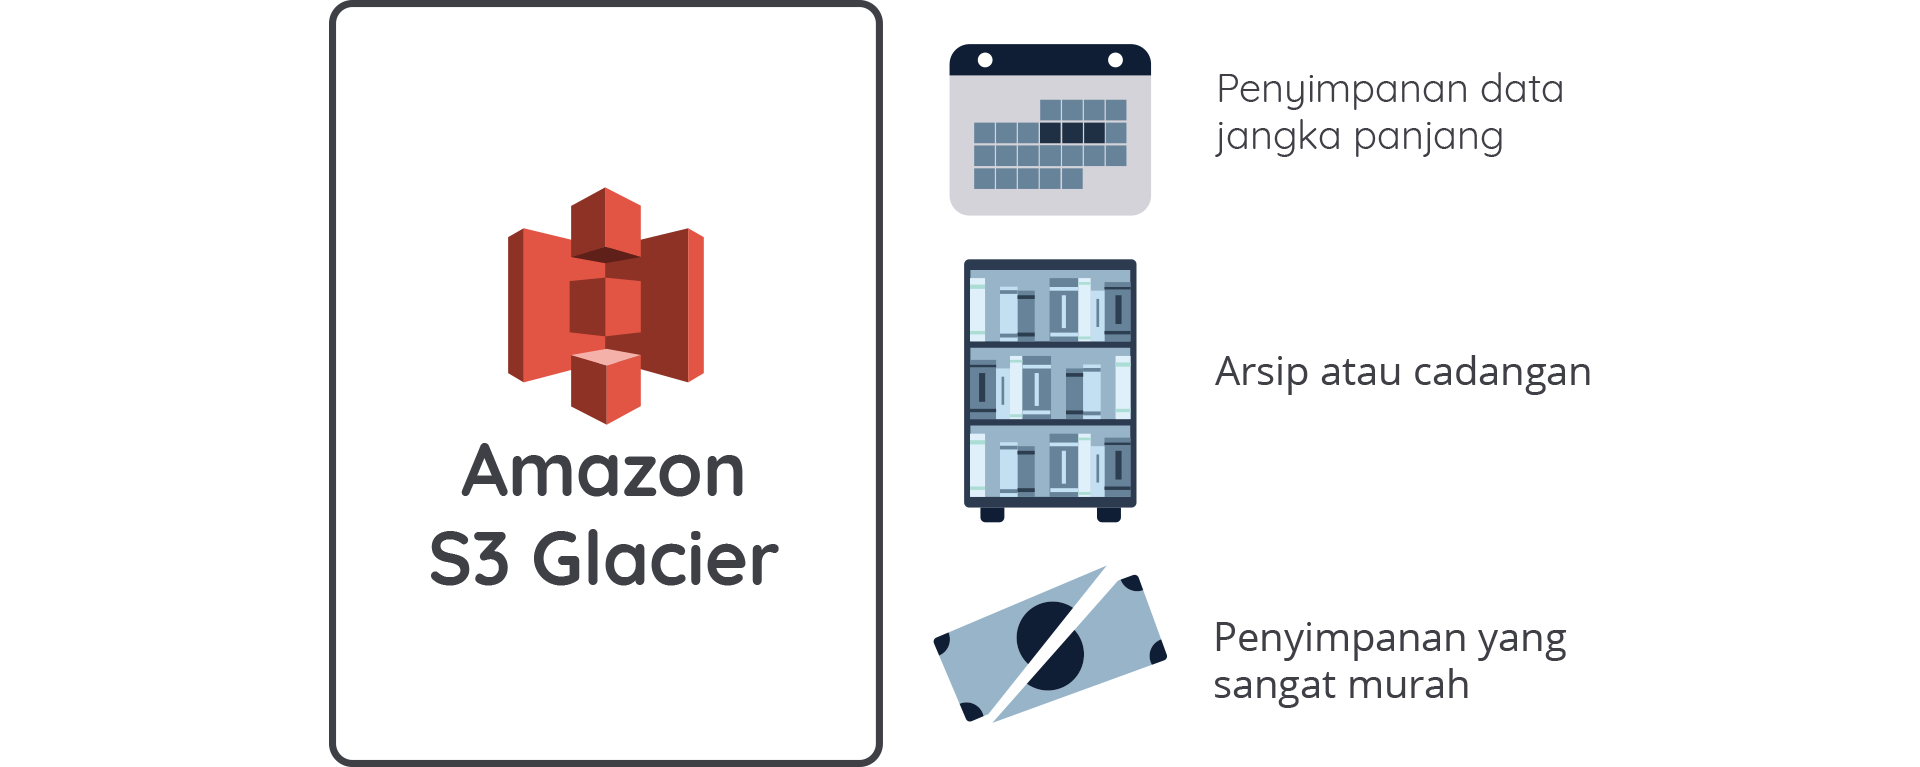 Amazon
S3 Glacier
Penyimpanan data
jangka panjang
Arsip atau cadangan
Penyimpanan yang
sangat murah